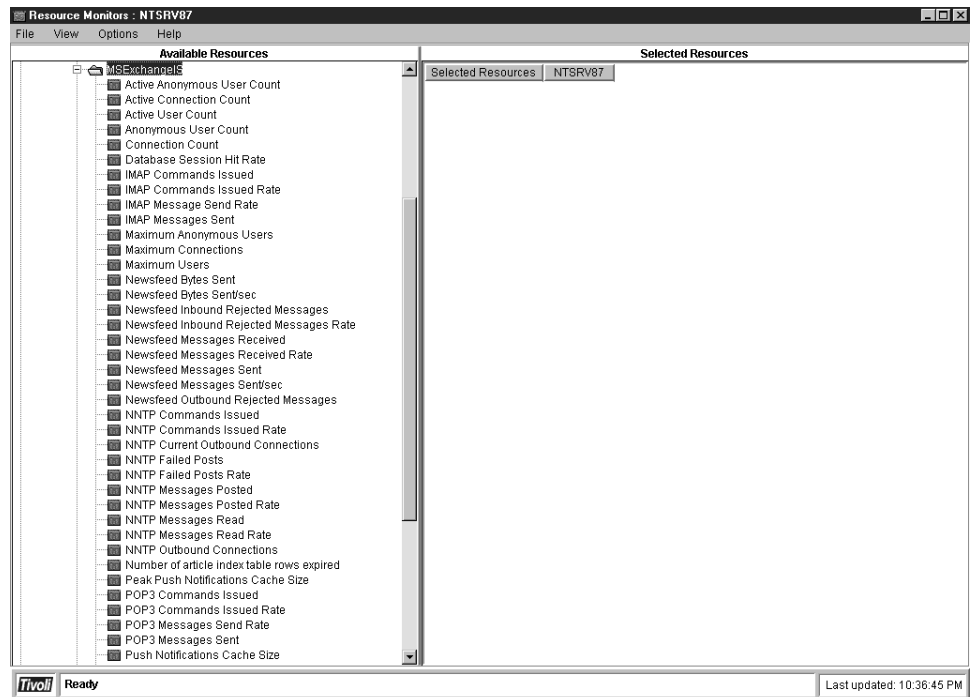 Resource Monitors : NTSRV87
File View Options Help
Available Resources
Selected Resources
MSExchangeIS
Active Anonymous User Count
Active Connection Count
Active User Count
Anonymous User Count
Connection Count
Database Session Hit Rate
IMAP Commands Issued
IMAP Commands Issued Rate
IMAP Message Send Rate
IMAP Messages Sent
Maximum Anonymous Users
Maximum Connections
Maximum Users
Newsfeed Bytes Sent
Newsfeed Bytes Sent/sec
Newsfeed Inbound Rejected Messages
Newsfeed Inbound Rejected Messages Rate
Newsfeed Messages Received
Newsfeed Messages Received Rate
Newsfeed Messages Sent
Newsfeed Messages Sent/sec
Newsfeed Outbound Rejected Messages
NNTP Commands Issued
NNTP Commands Issued Rate
NNTP Current Outbound Connections
NNTP Failed Posts
NNTP Failed Posts Rate
NNTP Messages Posted
NNTP Messages Posted Rate
NNTP Messages Read
NNTP Messages Read Rate
NNTP Outbound Connections
Number of article index table rows expired
Peak Push Notifications Cache Size
POP3 Commands Issued
POP3 Commands Issued Rate
POP3 Messages Send Rate
POP3 Messages Sent
Push Notifications Cache Size
Selected Resources NTSRV87
Tivoli Ready
Last updated: 10:36:45 PM